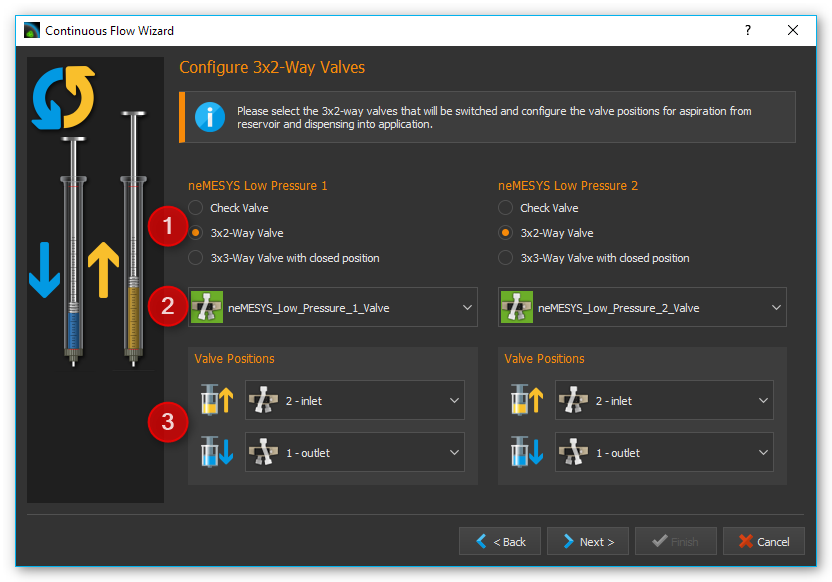 Continuous Flow Wizard
?
Configure 3x2-Way Valves
Please select the 3x2-way valves that will be switched and configure the valve positions for aspiration from
reservoir and dispensing into application.
neMESYS Low Pressure 1
Check Valve
1
3x2-Way Valve
3x3-Way Valve with closed position
2
neMESYS_Low_Pressure_1_Valve
Valve Positions
2 - inlet
3
1 - outlet
neMESYS Low Pressure 2
Check Valve
3x2-Way Valve
3x3-Way Valve with closed position
neMESYS_Low_Pressure_2_Valve
Valve Positions
2 - inlet
1 - outlet
< Back
Next >
Finish
Cancel